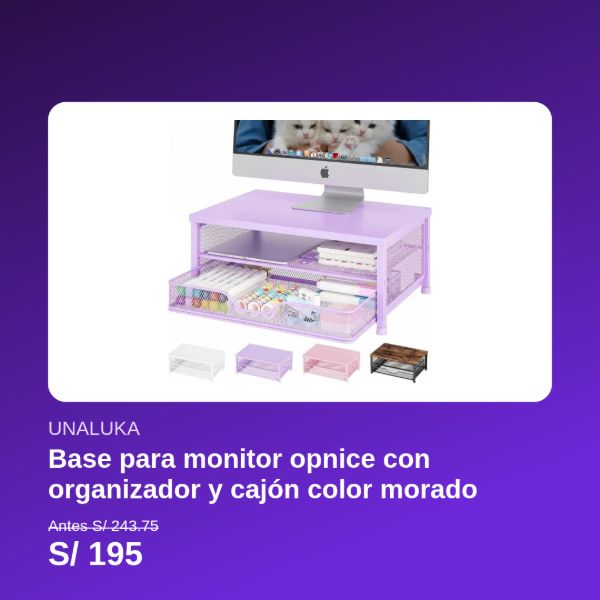 UNALUKA
Base para monitor opnice con
organizador y cajón color morado
Antes S/ 243.75
S/ 195